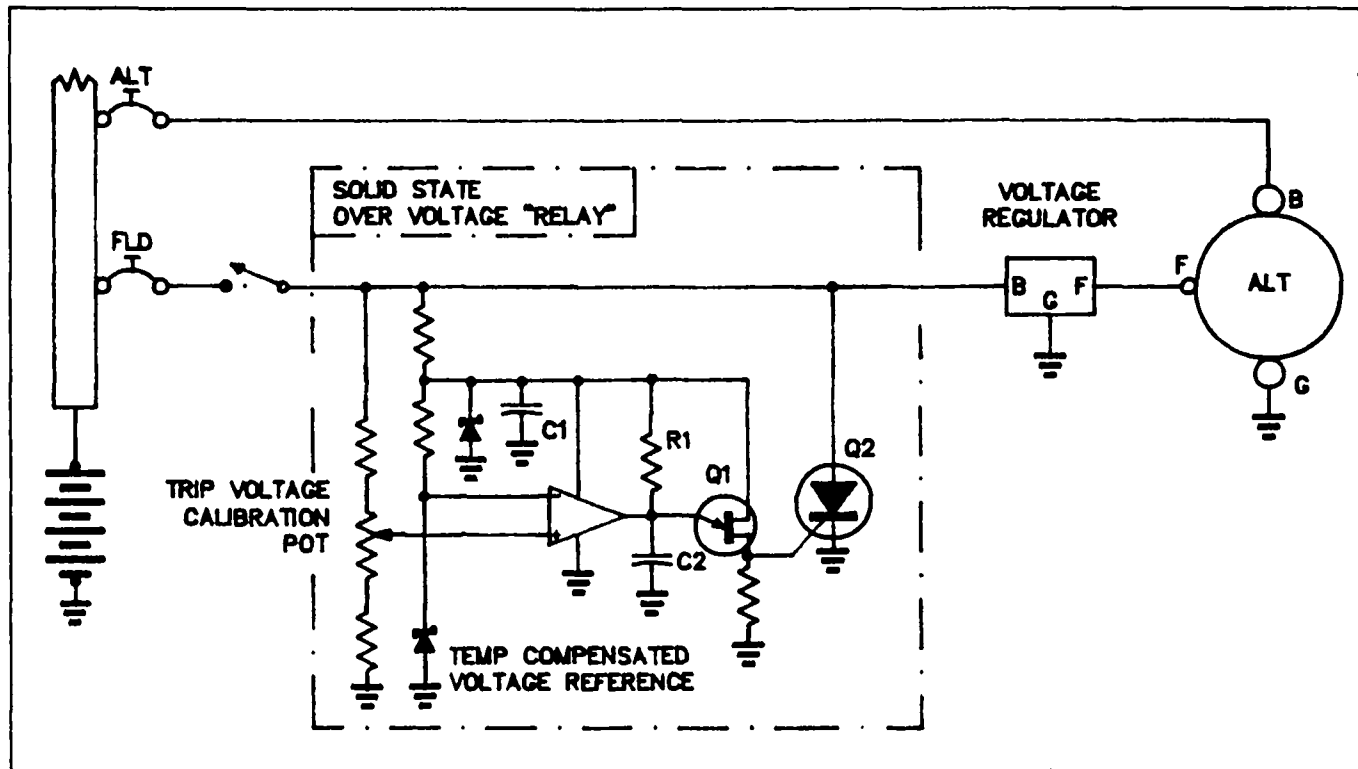 ALT
SOLID STATE
OVER VOLTAGE "RELAY"
VOLTAGE
REGULATOR
B
FLD
F
ALT
B
F
G
G
C1
R1
Q1
Q2
TRIP VOLTAGE
CALIBRATION
POT
- 
+
C2
TEMP COMPENSATED
VOLTAGE REFERENCE